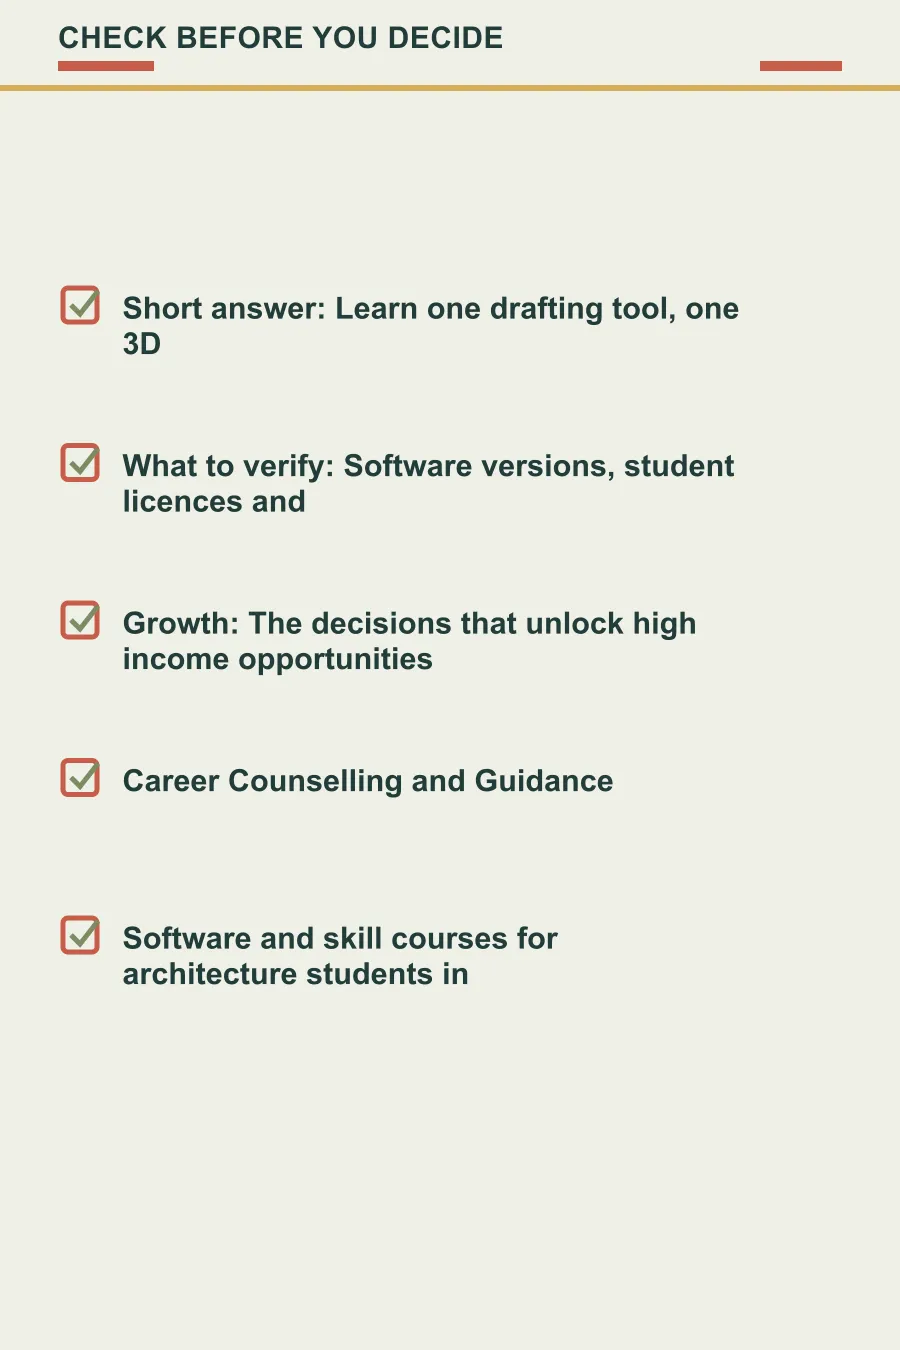 CHECK BEFORE YOU DECIDE
Short answer: Learn one drafting tool, one
3D
What to verify: Software versions, student
licences and
Growth: The decisions that unlock high
income opportunities
Career Counselling and Guidance
Software and skill courses for
architecture students in